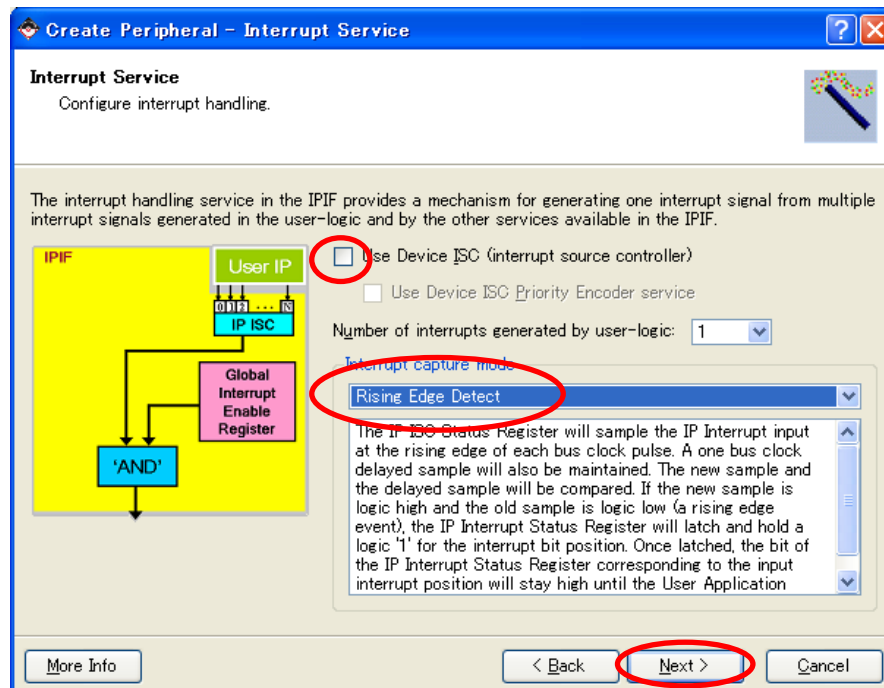 Create Peripheral - Interrupt Service
Interrupt Service
Configure interrupt handling.
The interrupt handling service in the IPIF provides a mechanism for generating one interrupt signal from multiple
interrupt signals generated in the user-logic and by the other services available in the IPIF.
IPIF
User IP
0 1 2 ... N
IP ISC
Global
Interrupt
Enable
Register
'AND'
Use Device ISC (interrupt source controller)
Use Device ISC Priority Encoder service
Number of interrupts generated by user-logic: 1
Interrupt capture mode
Rising Edge Detect
The IP ISC Status Register will sample the IP Interrupt input
at the rising edge of each bus clock pulse. A one bus clock
delayed sample will also be maintained. The new sample and
the delayed sample will be compared. If the new sample is
logic high and the old sample is logic low (a rising edge
event), the IP Interrupt Status Register will latch and hold a
logic '1' for the interrupt bit position. Once latched, the bit of
the IP Interrupt Status Register corresponding to the input
interrupt position will stay high until the User Application
More Info
< Back
Next >
Cancel